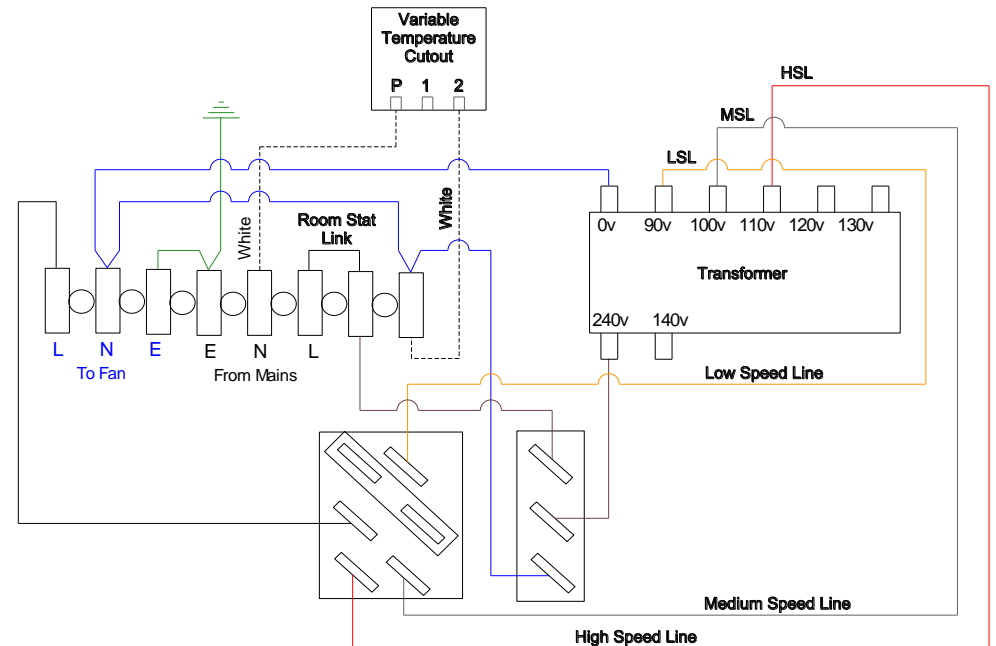 Variable
Temperature
Cutout
P 1 2
HSL
MSL
LSL
White
White
Room Stat
Link
0v 90v 100v 110v 120v 130v
Transformer
240v 140v
L N E E N L
To Fan
From Mains
Low Speed Line
Medium Speed Line
High Speed Line